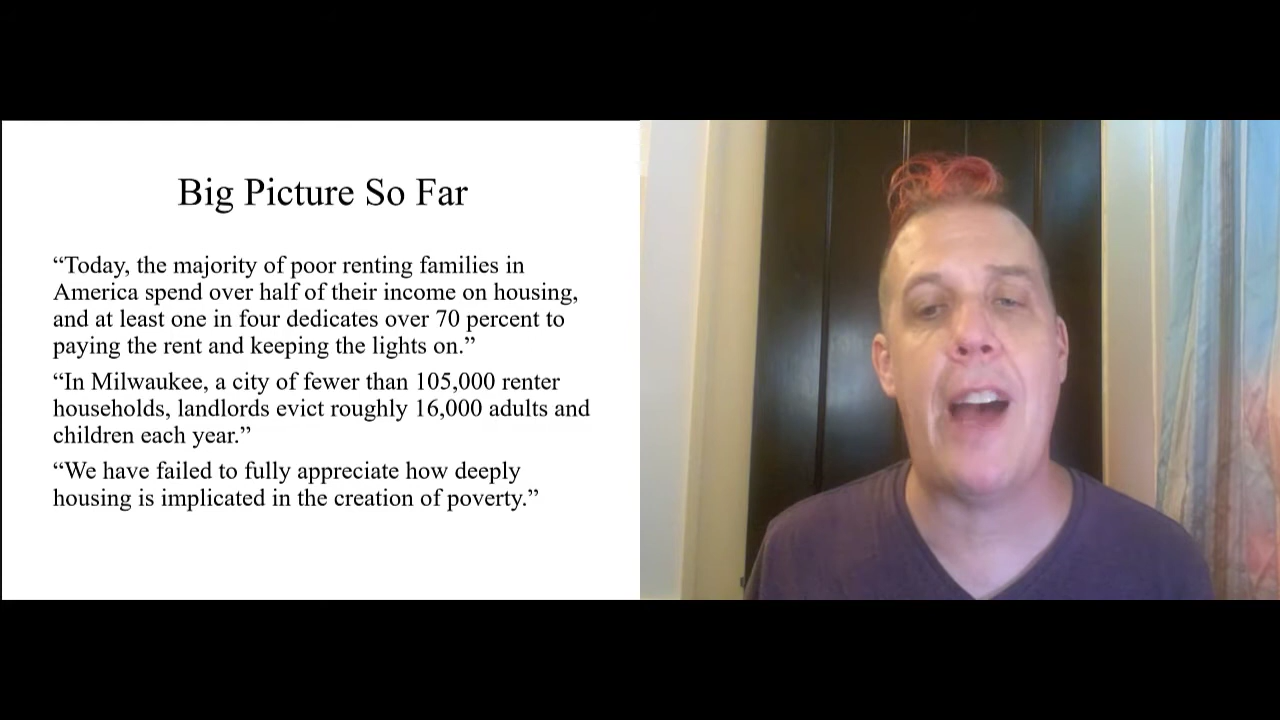 Big Picture So Far
“Today, the majority of poor renting families in
America spend over half of their income on housing,
and at least one in four dedicates over 70 percent to
paying the rent and keeping the lights on.”
“In Milwaukee, a city of fewer than 105,000 renter
households, landlords evict roughly 16,000 adults and
children each year.”
“We have failed to fully appreciate how deeply
housing is implicated in the creation of poverty.”